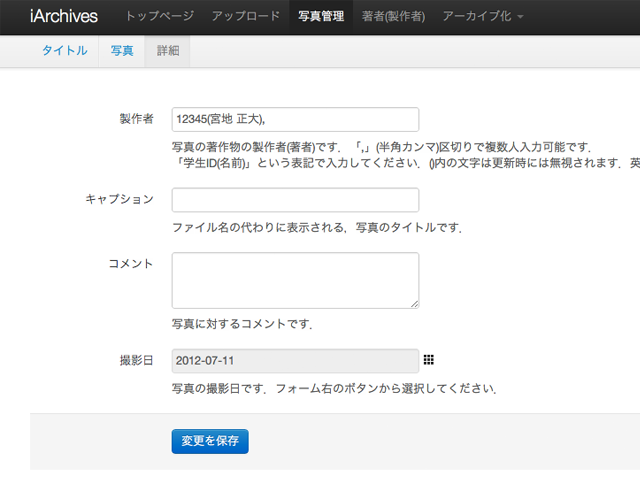 iArchives トップページ アップロード 写真管理 著者(製作者) アーカイブ化
タイトル 写真 詳細
製作者 12345(宮地 正大),
写真の著作物の製作者(著者)です．「,」(半角カンマ)区切りで複数人入力可能です．
「学生ID(名前)」という表記で入力してください．()内の文字は更新時には無視されます．英
キャプション
ファイル名の代わりに表示される，写真のタイトルです．
コメント
写真に対するコメントです．
撮影日 2012-07-11
写真の撮影日です．フォーム右のボタンから選択してください．
変更を保存